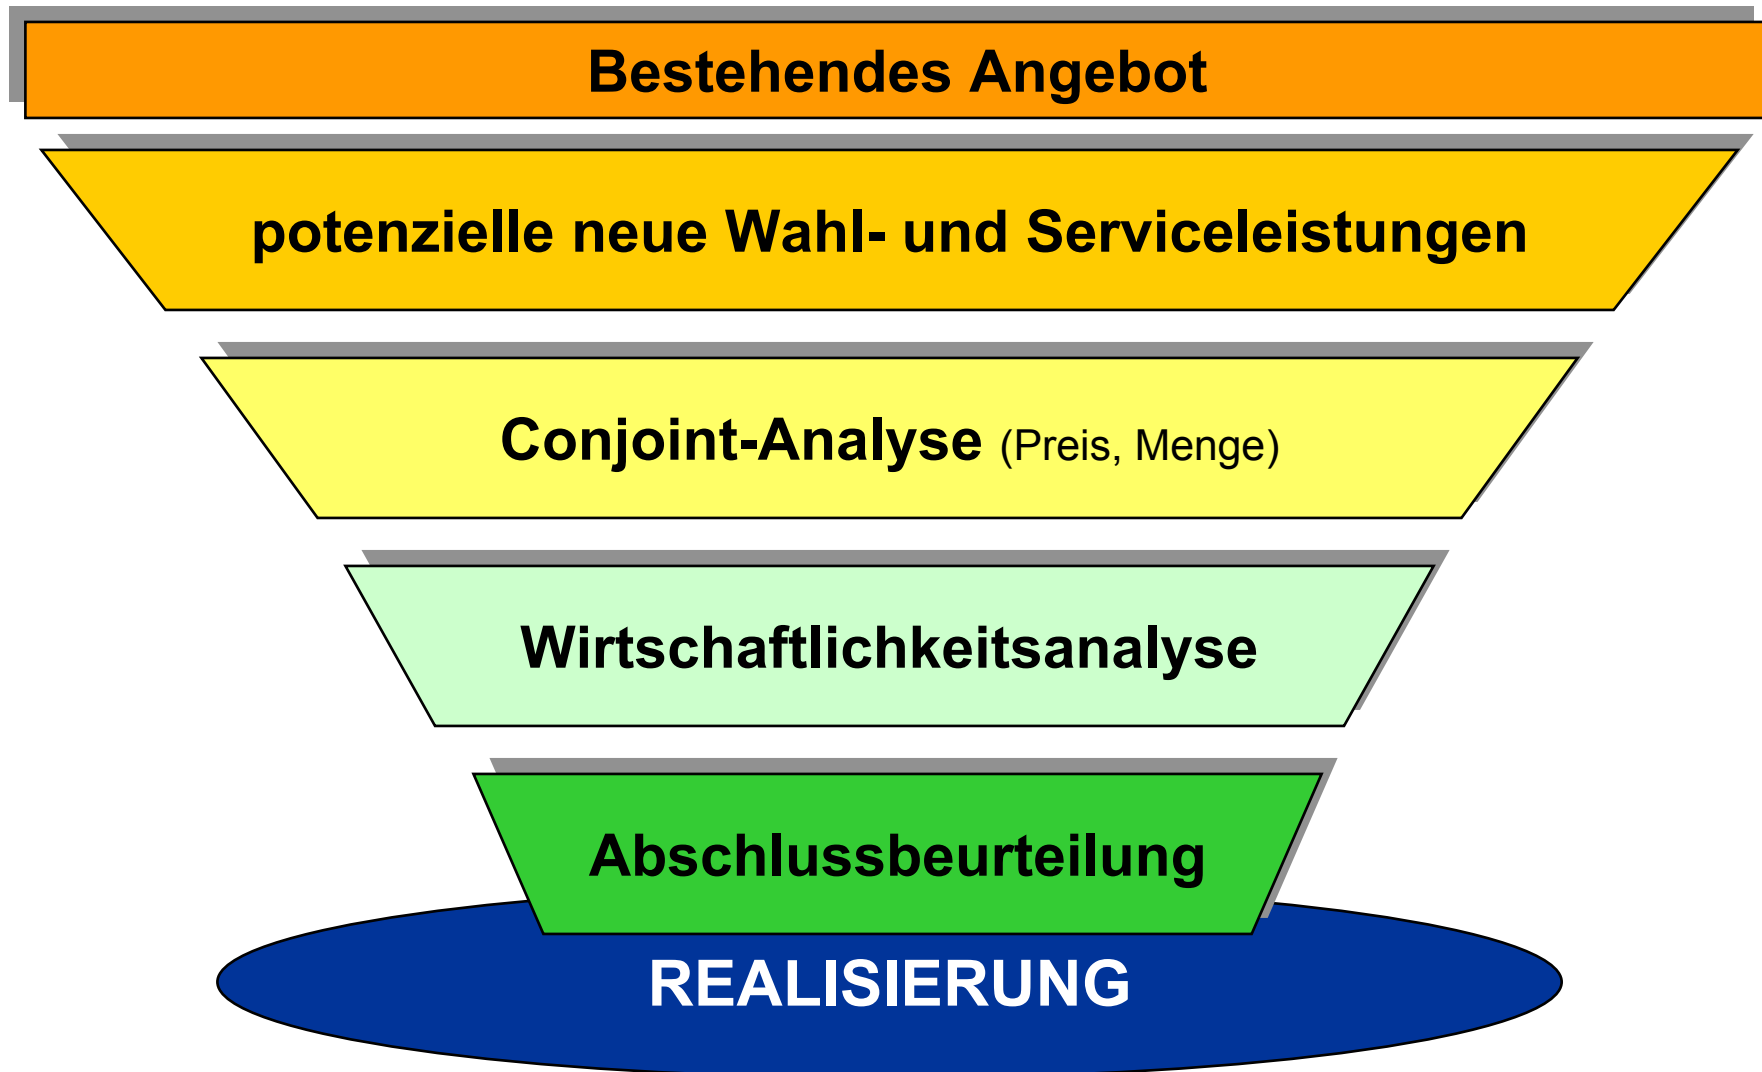 Bestehendes Angebot
potenzielle neue Wahl- und Serviceleistungen
Conjoint-Analyse (Preis, Menge)
Wirtschaftlichkeitsanalyse
Abschlussbeurteilung
REALISIERUNG